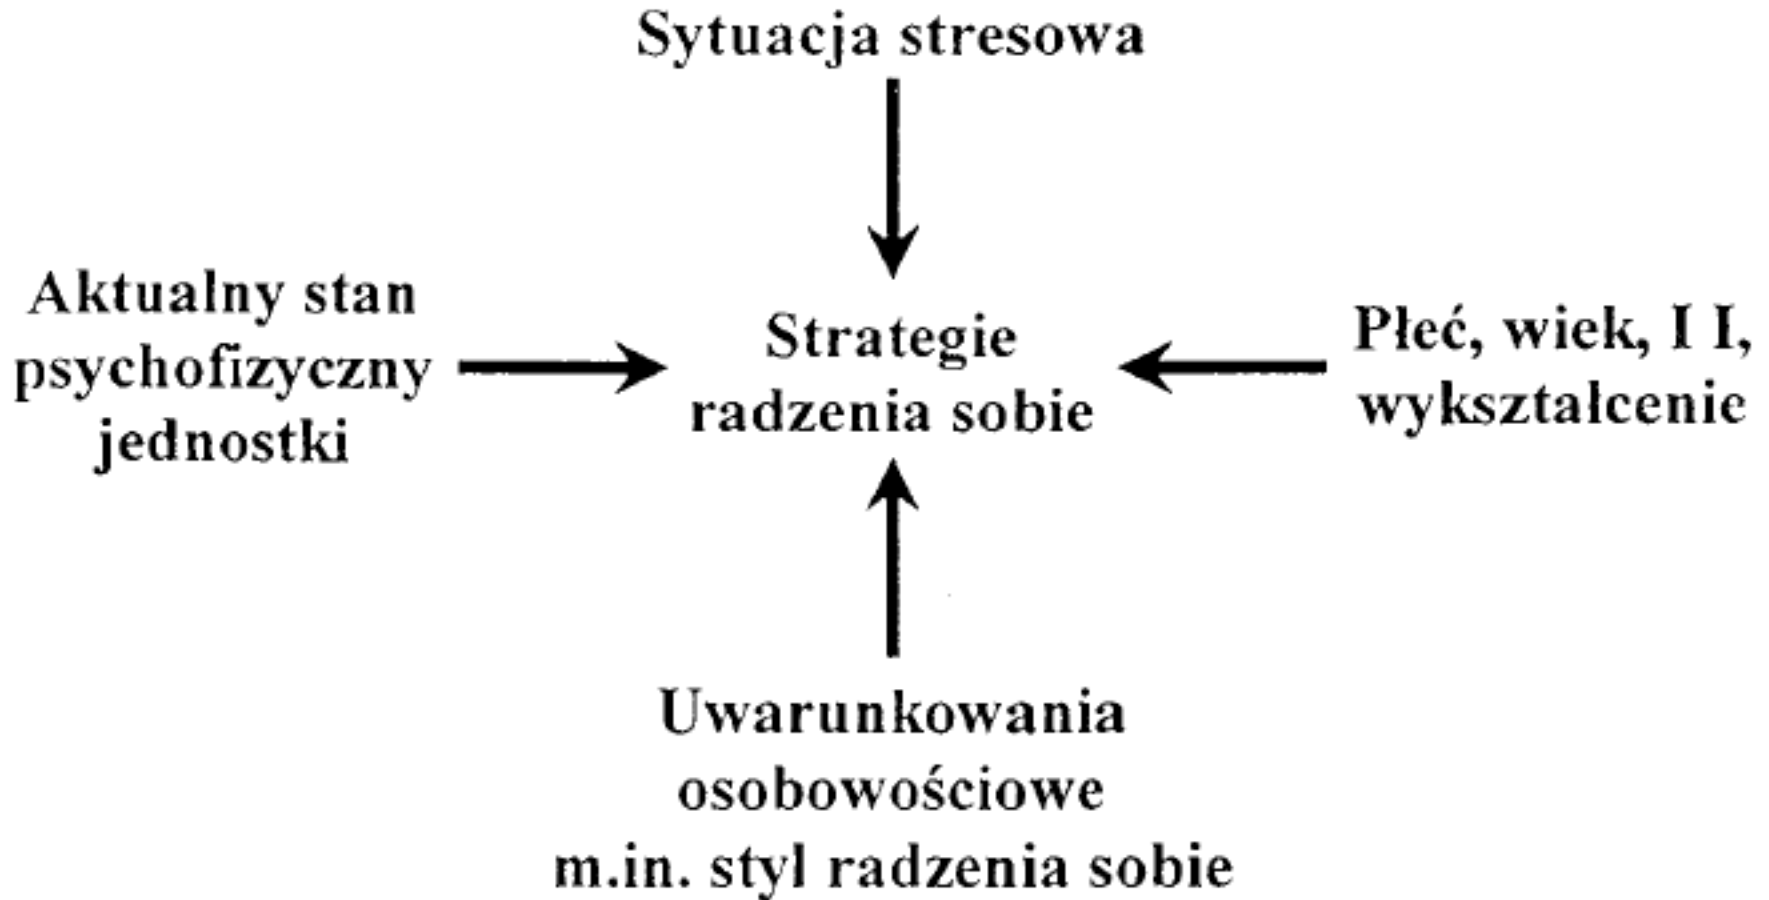 Sytuacja stresowa
Aktualny stan
psychofizyczny
jednostki
Strategie
radzenia sobie
Płeć, wiek, I I,
wykształcenie
Uwarunkowania
osobowościowe
m.in. styl radzenia sobie